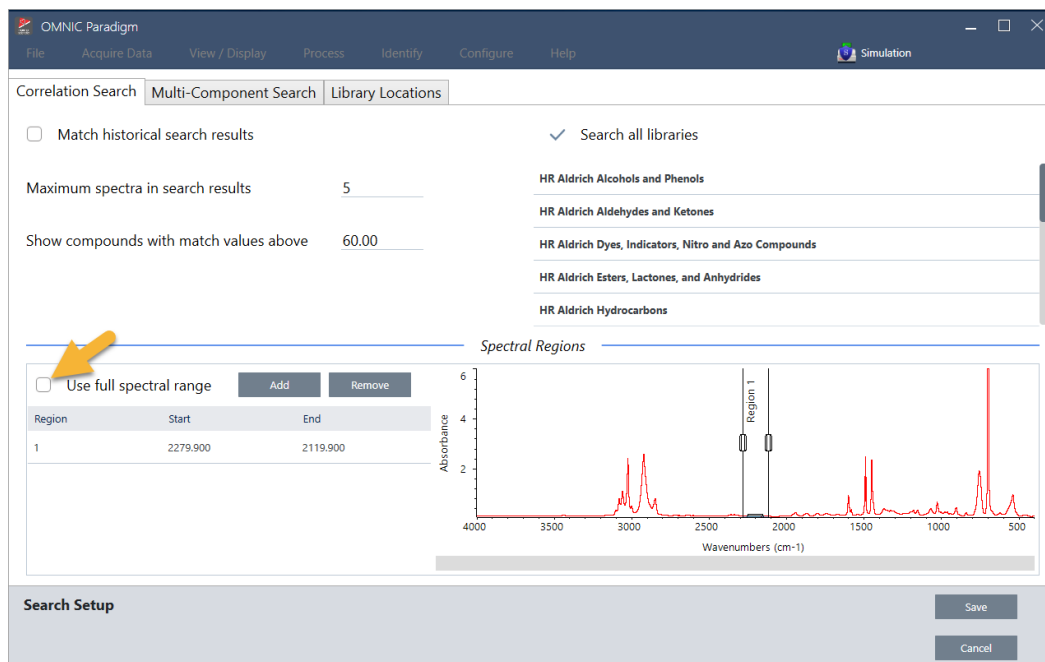 OMNIC Paradigm
File Acquire Data View / Display Process Identify Configure Help Simulation
Correlation Search Multi-Component Search Library Locations
Match historical search results
Search all libraries
Maximum spectra in search results 5
Show compounds with match values above 60.00
HR Aldrich Alcohols and Phenols
HR Aldrich Aldehydes and Ketones
HR Aldrich Dyes, Indicators, Nitro and Azo Compounds
HR Aldrich Esters, Lactones, and Anhydrides
HR Aldrich Hydrocarbons
Spectral Regions
Use full spectral range Add Remove
Region Start End
1 2279.900 2119.900
Absorbance
6
4
2
Region 1
4000 3500 3000 2500 2000 1500 1000 500
Wavenumbers (cm-1)
Search Setup
Save
Cancel